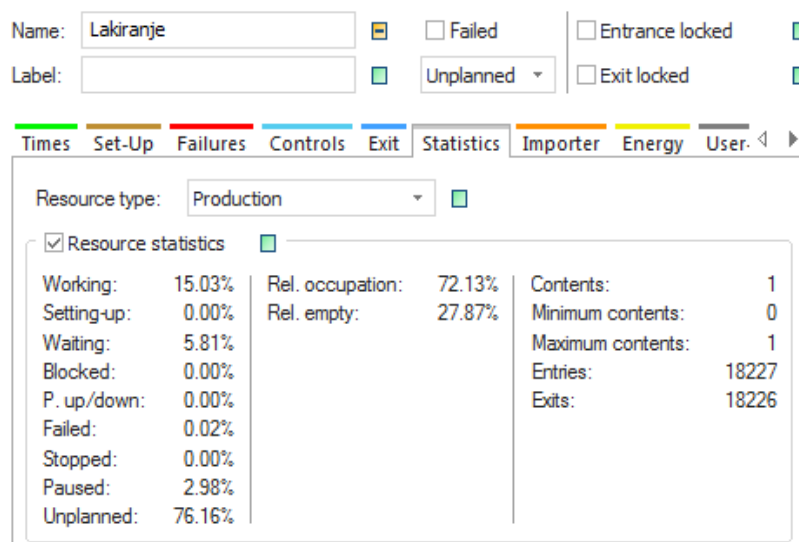 Name: Lakiranje Failed Entrance locked
Label: Unplanned Exit locked
Times Set-Up Failures Controls Exit Statistics Importer Energy User-
Resource type: Production
Resource statistics
Working: 15.03% Rel. occupation: 72.13% Contents: 1
Setting-up: 0.00% Rel. empty: 27.87% Minimum contents: 0
Waiting: 5.81% Maximum contents: 1
Blocked: 0.00% Entries: 18227
P. up/down: 0.00% Exits: 18226
Failed: 0.02%
Stopped: 0.00%
Paused: 2.98%
Unplanned: 76.16%